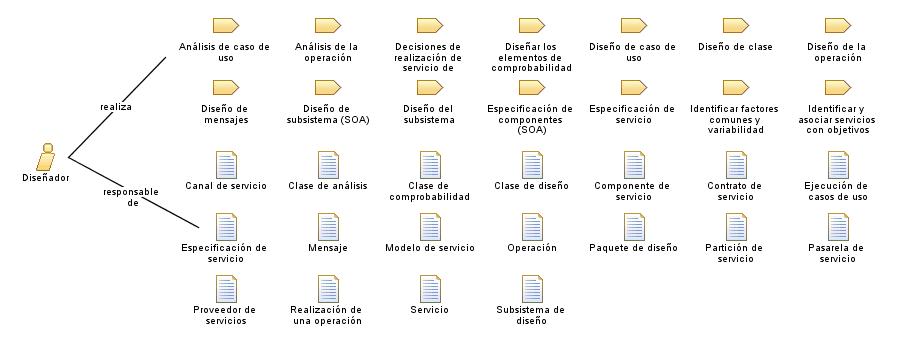 Análisis de caso de
uso
Análisis de la
operación
Decisiones de
realización de
servicio de
Diseñar los
elementos de
comprobabilidad
Diseño de caso de
uso
Diseño de clase
Diseño de la
operación
realiza
Diseño de
mensajes
Diseño de
subsistema (SOA)
Diseño del
subsistema
Especificación de
componentes
(SOA)
Especificación de
servicio
Identificar factores
comunes y
variabilidad
Identificar y
asociar servicios
con objetivos
Diseñador
responsable
de
Canal de servicio
Clase de análisis
Clase de
comprobabilidad
Clase de diseño
Componente de
servicio
Contrato de
servicio
Ejecución de
casos de uso
Especificación de
servicio
Mensaje
Modelo de servicio
Operación
Paquete de diseño
Partición de
servicio
Pasarela de
servicio
Proveedor de
servicios
Realización de
una operación
Servicio
Subsistema de
diseño